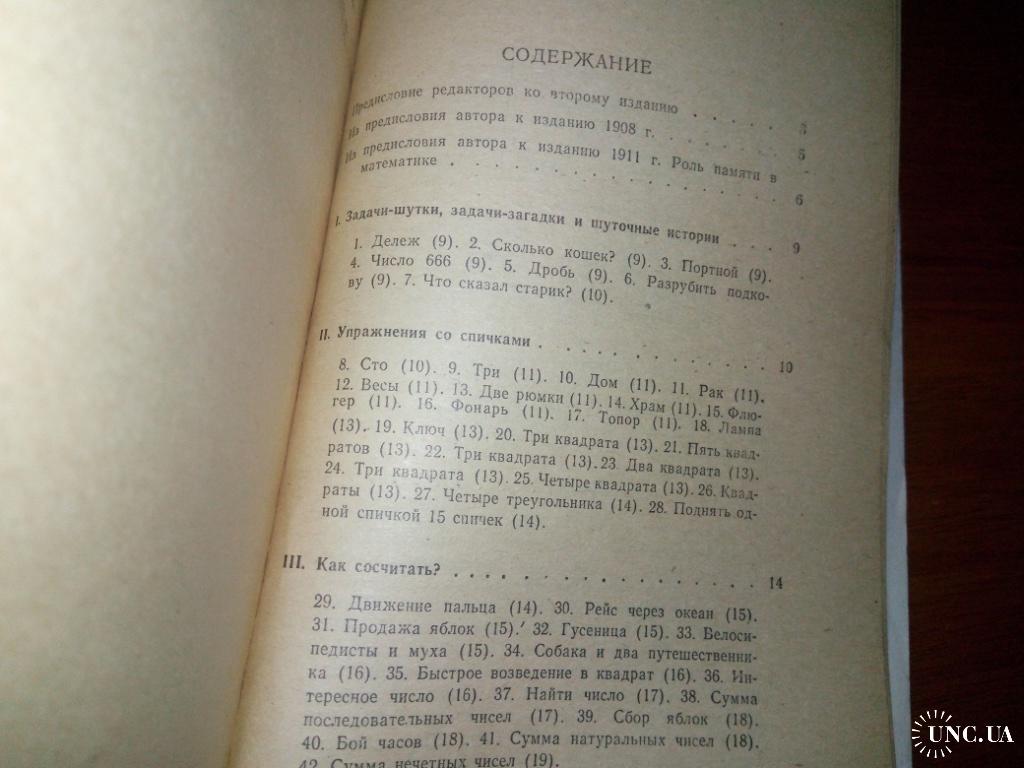 СОДЕРЖАНИЕ
Предисловие редакторов ко второму изданию . . . . . 3
Из предисловия автора к изданию 1908 г. . . . . . . 5
Из предисловия автора к изданию 1911 г. Роль памяти в
математике . . . . . . . . . . . . . . 6
I. Задачи-шутки, задачи-загадки и шуточные истории . . . 9
1. Дележ (9). 2. Сколько кошек? (9). 3. Портной (9).
4. Число 666 (9). 5. Дробь (9). 6. Разрубить подко-
ву (9). 7. Что сказал старик? (10).
II. Упражнения со спичками . . . . . . . . . . . 10
8. Сто (10). 9. Три (11). 10. Дом (11). 11. Рак (11).
12. Весы (11). 13. Две рюмки (11). 14. Храм (11). 15. Флю-
гер (11). 16. Фонарь (11). 17. Топор (11). 18. Лампа
(13). 19. Ключ (13). 20. Три квадрата (13). 21. Пять квад-
ратов (13). 22. Три квадрата (13). 23. Два квадрата (13).
24. Три квадрата (13). 25. Четыре квадрата (13). 26. Квад-
раты (13). 27. Четыре треугольника (14). 28. Поднять од-
ной спичкой 15 спичек (14).
III. Как сосчитать? . . . . . . . . . . . . . . . . 14
29. Движение пальца (14). 30. Рейс через океан (15).
31. Продажа яблок (15). 32. Гусеница (15). 33. Велоси-
педисты и муха (15). 34. Собака и два путешественни-
ка (16). 35. Быстрое возведение в квадрат (16). 36. Ин-
тересное число (16). 37. Найти число (17). 38. Сумма
последовательных чисел (17). 39. Сбор яблок (18).
40. Бой часов (18). 41. Сумма натуральных чисел (18).
42. Сумма нечетных чисел (19).
UNC.UA